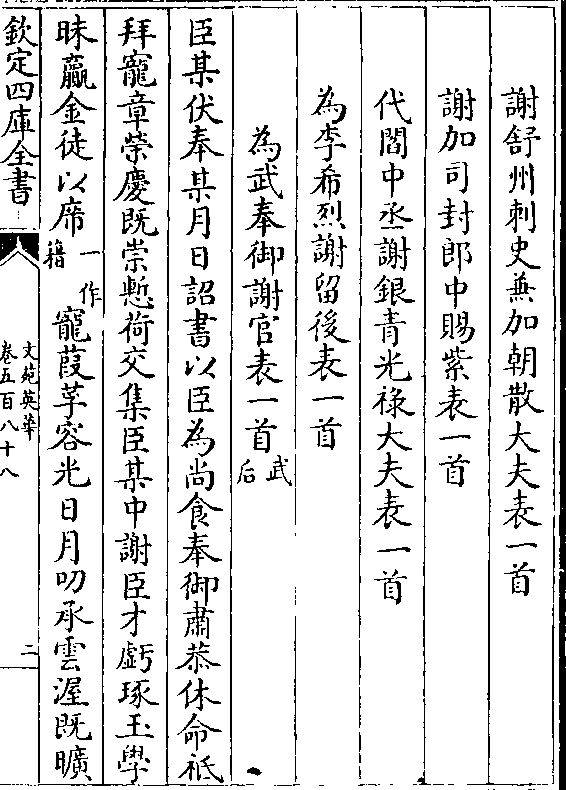 謝舒州刺史兼加朝散大夫表一首
謝加司封郎中賜紫表一首
代閻中丞謝銀青光祿大夫表一首
為李希烈謝留後表一首
為武奉御謝官表一首武后
臣某伏奉某月日詔書以臣為尚食奉御肅恭休命祗
拜寵章榮慶既崇慙荷交集臣某中謝臣才虧琢玉學
昧籯金徒以席一作藉寵葭莩容光日月叨承雲渥既曠
欽定四庫全書
文苑英華
卷五百八十八
二